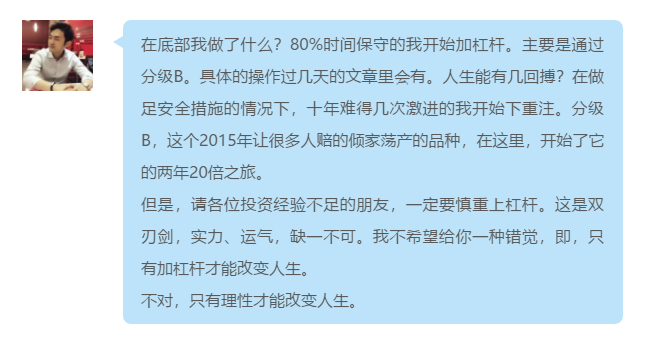 在底部我做了什么？80%时间保守的我开始加杠杆。主要是通过
分级B。具体的操作过几天的文章里会有。人生能有几回搏？在做
足安全措施的情况下，十年难得几次激进的我开始下重注。分级
B，这个2015年让很多人赔的倾家荡产的品种，在这里，开始了它
的两年20倍之旅。
但是，请各位投资经验不足的朋友，一定要慎重上杠杆。这是双
刃剑，实力、运气，缺一不可。我不希望给你一种错觉，即，只
有加杠杆才能改变人生。
不对，只有理性才能改变人生。